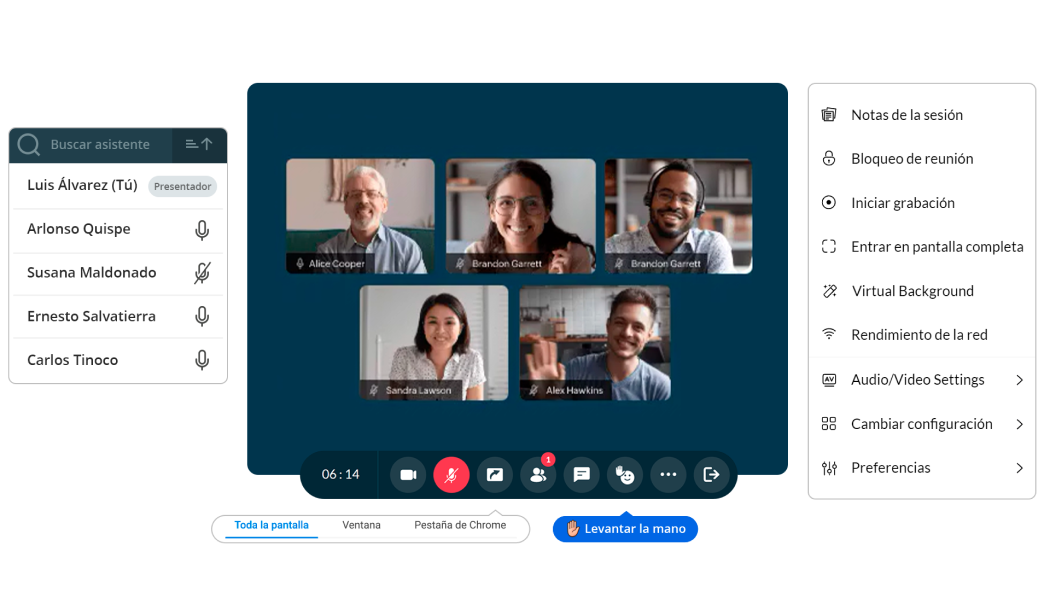 Buscar asistente
Luis Álvarez (Tú)
Presentador
Arlonso Quispe
Susana Maldonado
Ernesto Salvatierra
Carlos Tinoco
Alice Cooper
Brandon Garrett
Brandon Garrett
Sandra Lawson
Alex Hawkins
06 : 14
1
Toda la pantalla
Ventana
Pestaña de Chrome
Levantar la mano
Notas de la sesión
Bloqueo de reunión
Iniciar grabación
Entrar en pantalla completa
Virtual Background
Rendimiento de la red
AV
Audio/Video Settings
Cambiar configuración
Preferencias